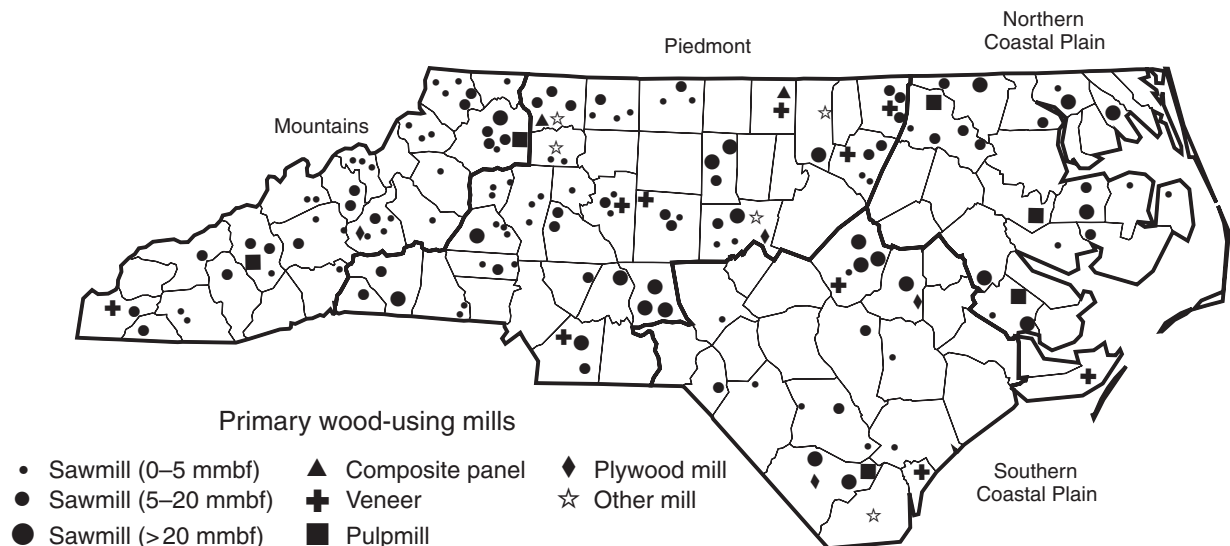 Northern
Coastal Plain
Piedmont
Mountains
Southern
Coastal Plain
Primary wood-using mills
Sawmill (0–5 mmbf)
Sawmill (5–20 mmbf)
Sawmill (>20 mmbf)
Composite panel
Veneer
Pulpmill
Plywood mill
Other mill